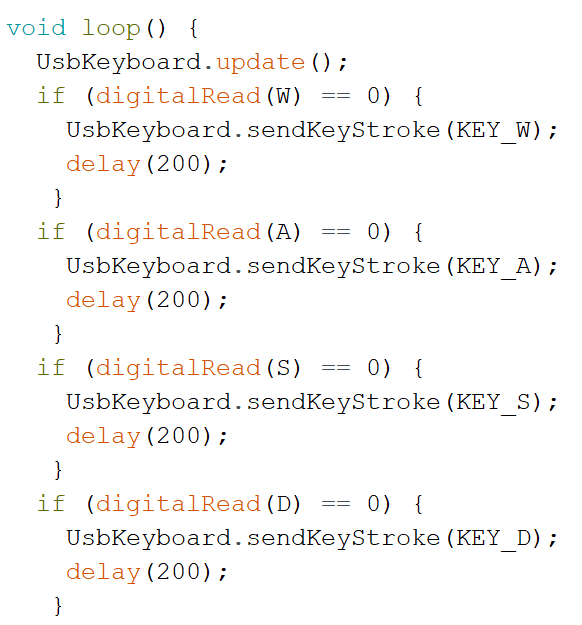 void loop() {
  UsbKeyboard.update();
  if (digitalRead(W) == 0) {
    UsbKeyboard.sendKeyStroke(KEY_W);
    delay(200);
   }
  if (digitalRead(A) == 0) {
    UsbKeyboard.sendKeyStroke(KEY_A);
    delay(200);
   }
  if (digitalRead(S) == 0) {
    UsbKeyboard.sendKeyStroke(KEY_S);
    delay(200);
   }
  if (digitalRead(D) == 0) {
    UsbKeyboard.sendKeyStroke(KEY_D);
    delay(200);
   }